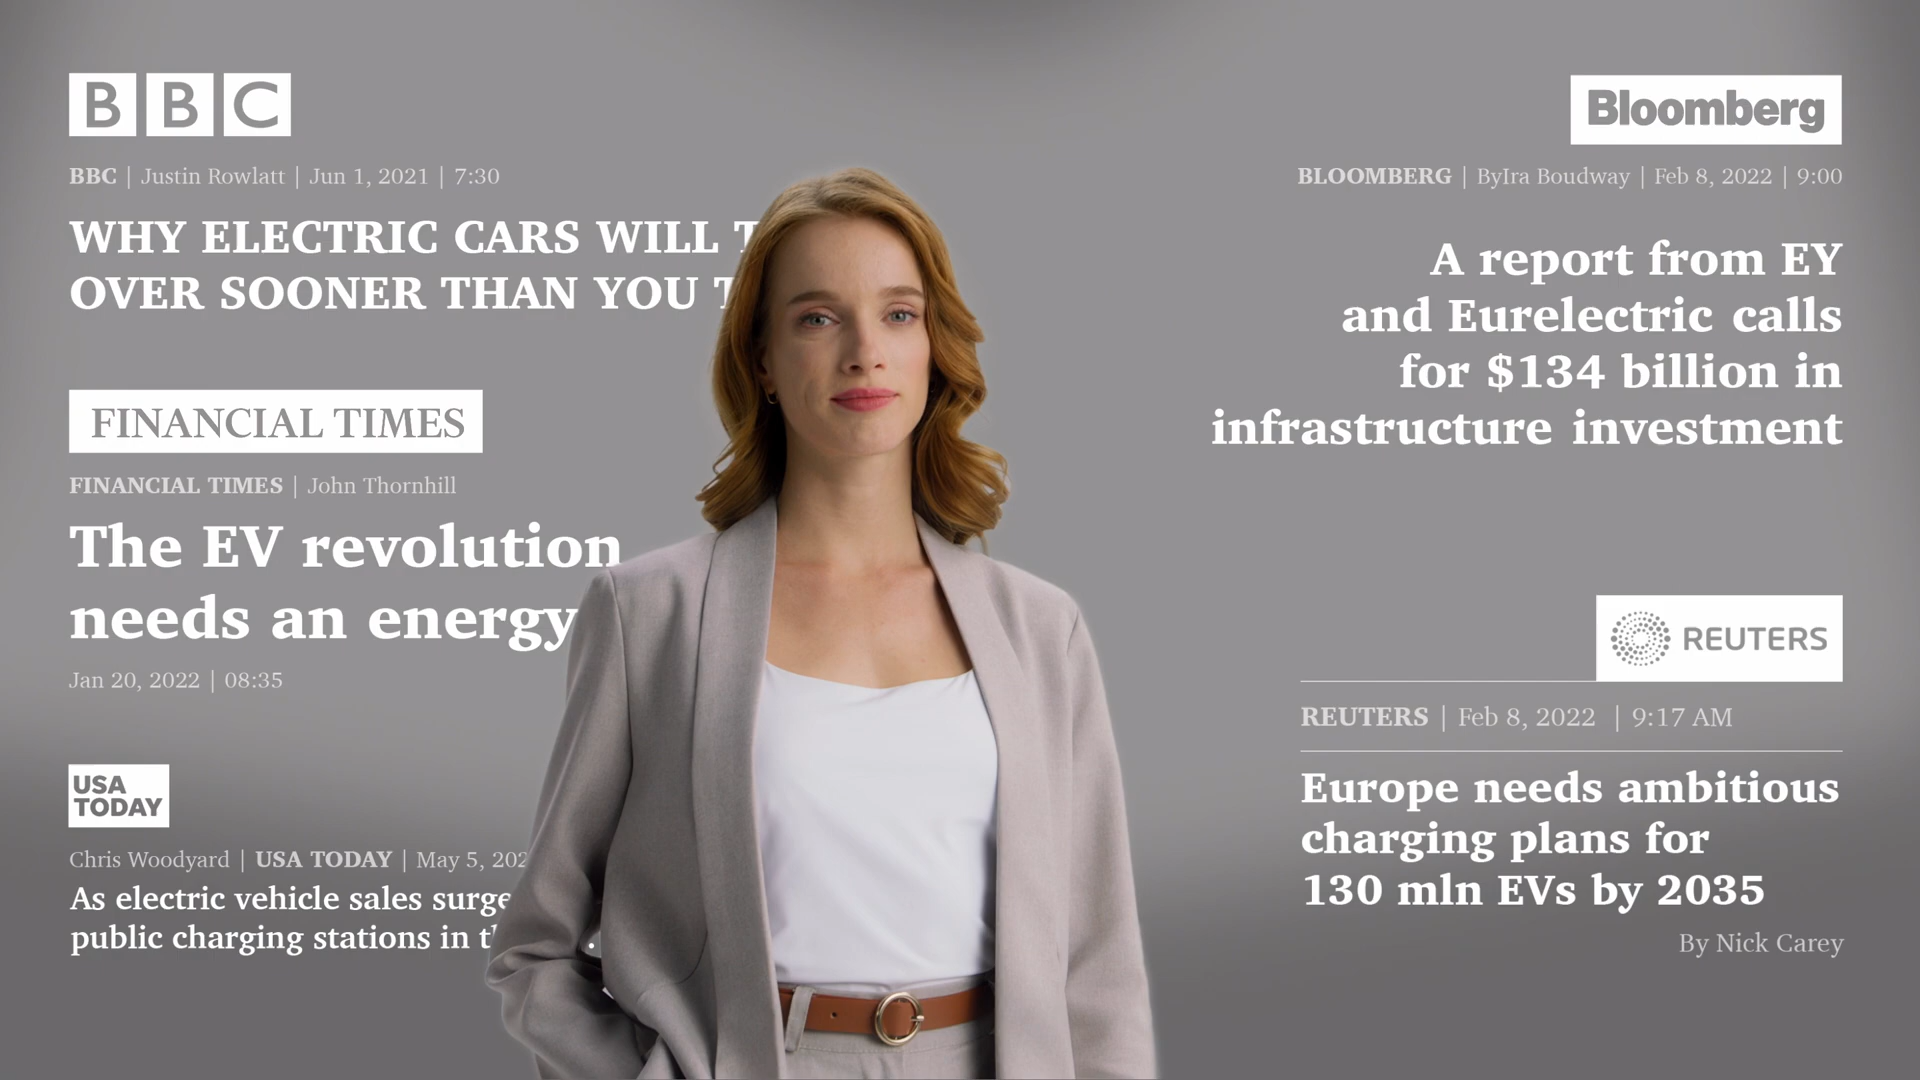 BBC
BBC | Justin Rowlatt | Jun 1, 2021 | 7:30
WHY ELECTRIC CARS WILL
OVER SOONER THAN YOU
FINANCIAL TIMES
FINANCIAL TIMES | John Thornhill
The EV revolution
needs an energy
Jan 20, 2022 | 08:35
USA
TODAY
Chris Woodyard | USA TODAY | May 5,
As electric vehicle sales surge
public charging stations in
Bloomberg
BLOOMBERG | ByIra Boudway | Feb 8, 2022 | 9:00
A report from EY
and Eurelectric calls
for $134 billion in
infrastructure investment
REUTERS
REUTERS | Feb 8, 2022 | 9:17 AM
Europe needs ambitious
charging plans for
130 mln EVs by 2035
By Nick Carey